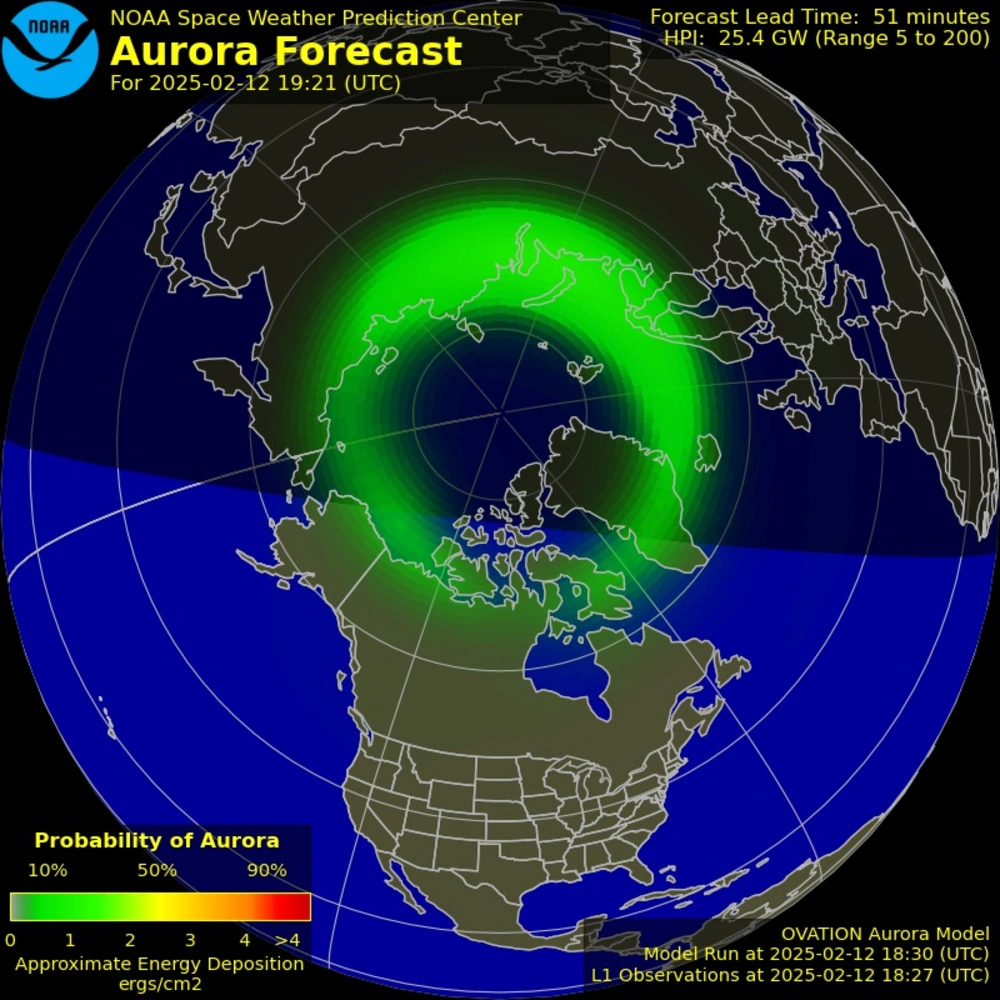 NOAA
NOAA Space Weather Prediction Center
Aurora Forecast
For 2025-02-12 19:21 (UTC)
Forecast Lead Time: 51 minutes
HPI: 25.4 GW (Range 5 to 200)
Probability of Aurora
10% 50% 90%
0 1 2 3 4 >4
Approximate Energy Deposition
ergs/cm2
OVATION Aurora Model
Model Run at 2025-02-12 18:30 (UTC)
L1 Observations at 2025-02-12 18:27 (UTC)